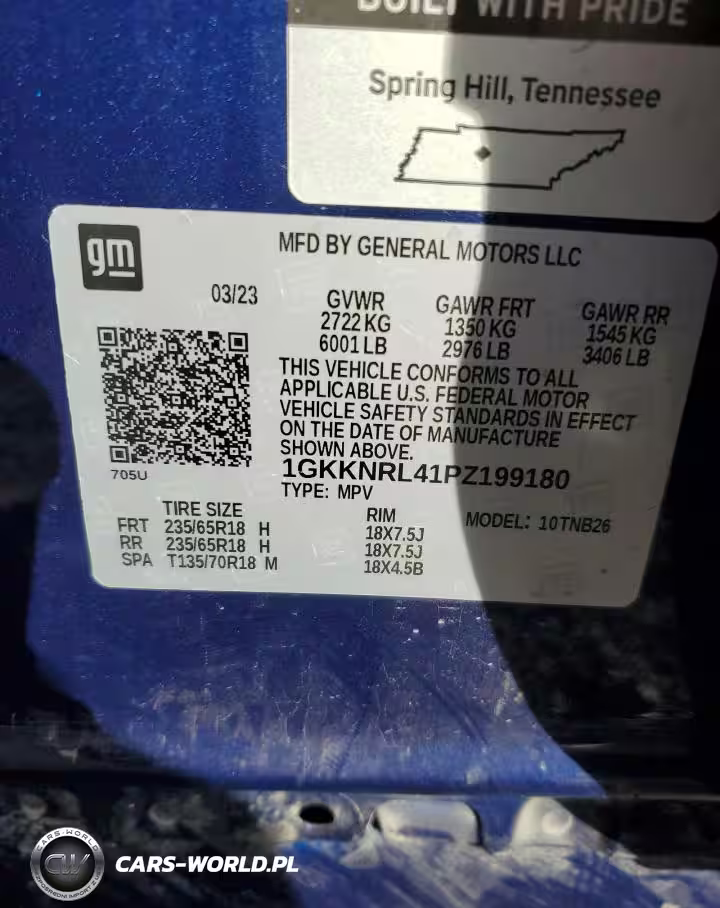 BUILT WITH PRIDE
Spring Hill, Tennessee
gm
MFD BY GENERAL MOTORS LLC
03/23
GVWR GAWR FRT GAWR RR
2722 KG 1350 KG 1545 KG
6001 LB 2976 LB 3406 LB
THIS VEHICLE CONFORMS TO ALL
APPLICABLE U.S. FEDERAL MOTOR
VEHICLE SAFETY STANDARDS IN EFFECT
ON THE DATE OF MANUFACTURE
SHOWN ABOVE.
705U
1GKKNRL41PZ199180
TYPE: MPV
TIRE SIZE RIM MODEL: 10TNB26
FRT 235/65R18 H 18X7.5J
RR 235/65R18 H 18X7.5J
SPA T135/70R18 M 18X4.5B
CARS-WORLD
CW
CARS-WORLD.PL